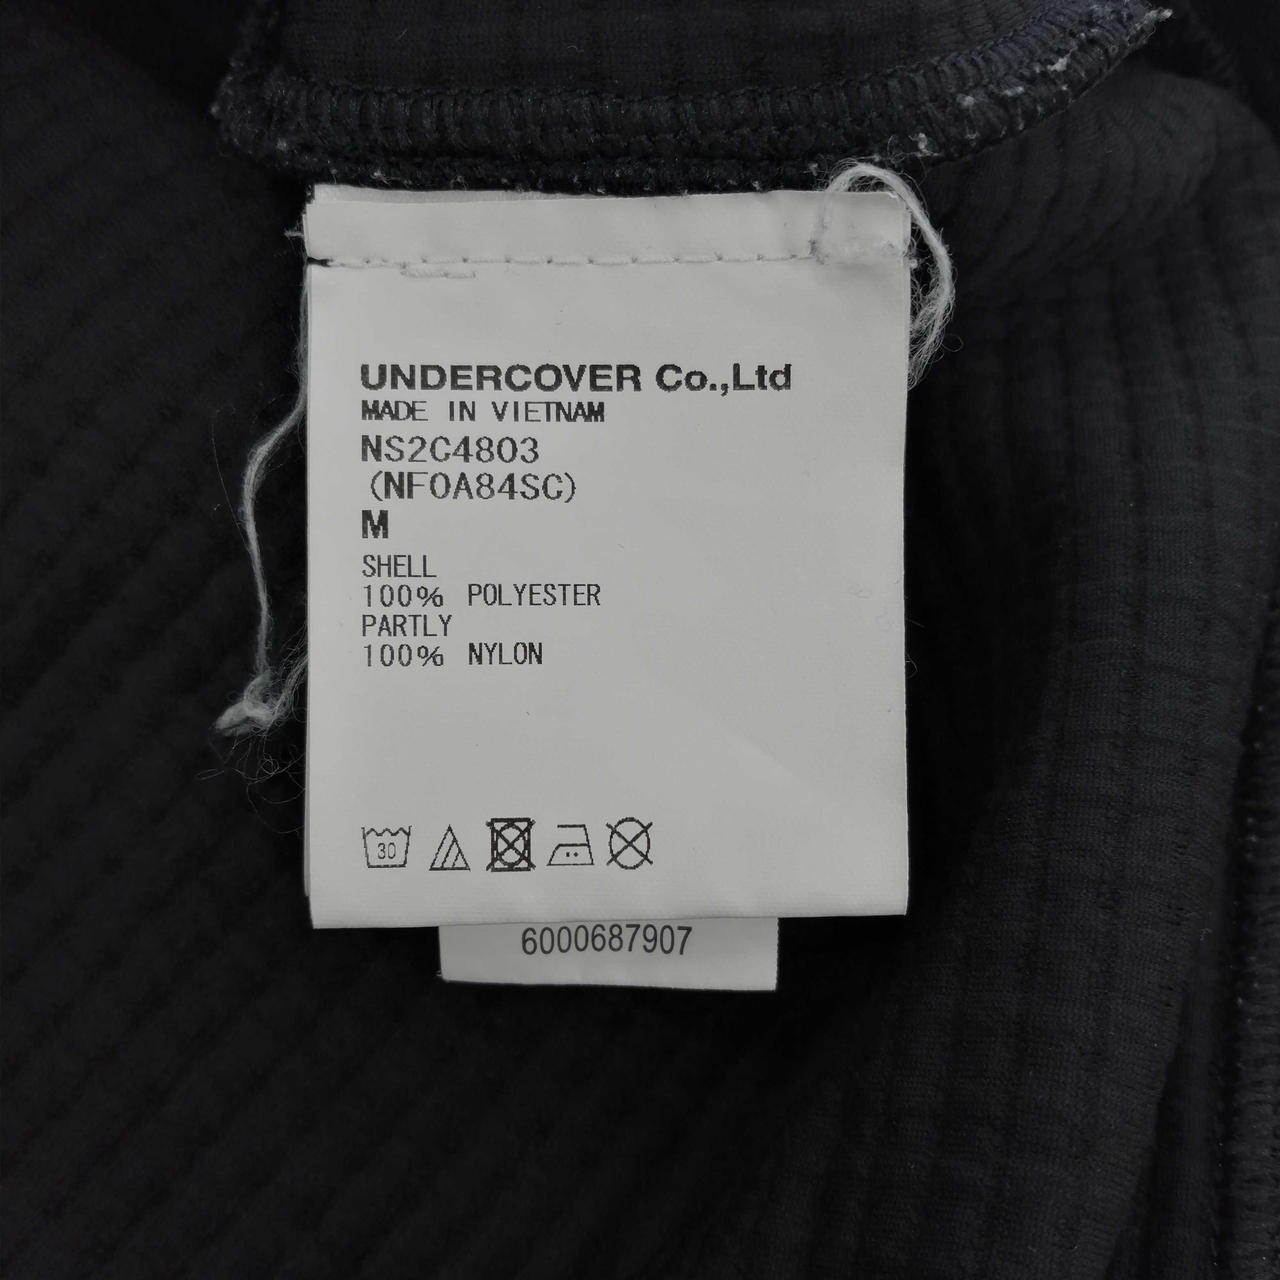 UNDERCOVER Co.,Ltd
MADE IN VIETNAM
NS2C4803
(NF0A84SC)
M
SHELL
100% POLYESTER
PARTLY
100% NYLON
30
6000687907